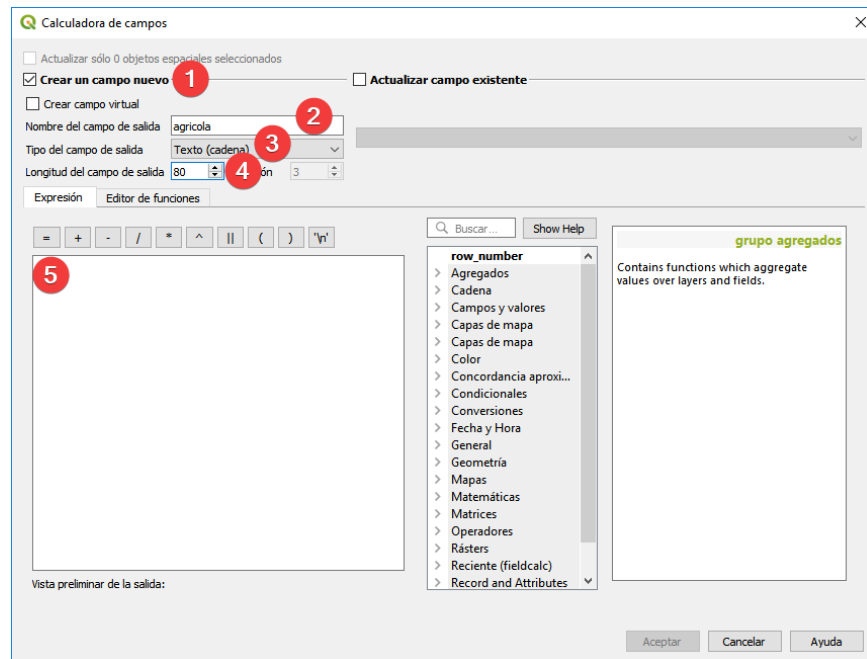 Calculadora de campos
Actualizar sólo 0 objetos espaciales seleccionados
Crear un campo nuevo 1
Actualizar campo existente
Crear campo virtual
Nombre del campo de salida agricola 2
Tipo del campo de salida Texto (cadena) 3
Longitud del campo de salida 80 4 3
Expresión Editor de funciones
= + - / * ^ || ( ) '\n'
5
Buscar... Show Help
row_number
Agregados
Cadena
Campos y valores
Capas de mapa
Capas de mapa
Color
Concordancia aproxi...
Condicionales
Conversiones
Fecha y Hora
General
Geometría
Mapas
Matemáticas
Matrices
Operadores
Rásters
Reciente (fieldcalc)
Record and Attributes
grupo agregados
Contains functions which aggregate
values over layers and fields.
Vista preliminar de la salida:
Aceptar Cancelar Ayuda